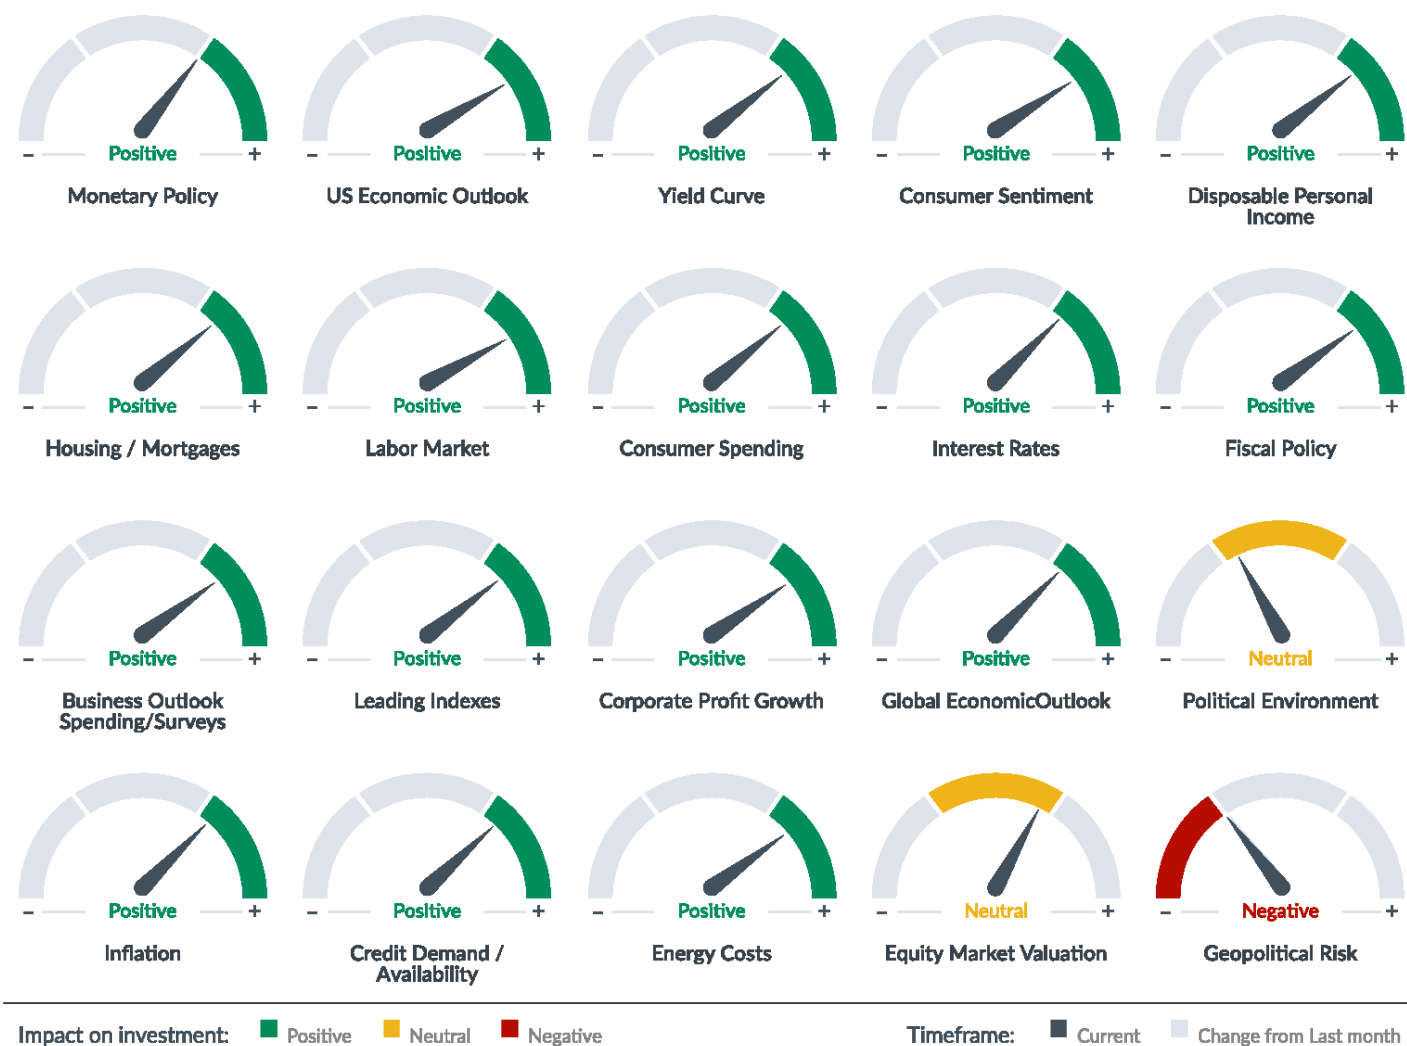 - Positive +
Monetary Policy
- Positive +
US Economic Outlook
- Positive +
Yield Curve
- Positive +
Consumer Sentiment
- Positive +
Disposable Personal
Income
- Positive +
Housing / Mortgages
- Positive +
Labor Market
- Positive +
Consumer Spending
- Positive +
Interest Rates
- Positive +
Fiscal Policy
- Positive +
Business Outlook
Spending/Surveys
- Positive +
Leading Indexes
- Positive +
Corporate Profit Growth
- Positive +
Global EconomicOutlook
- Neutral +
Political Environment
- Positive +
Inflation
- Positive +
Credit Demand /
Availability
- Positive +
Energy Costs
- Neutral +
Equity Market Valuation
- Negative +
Geopolitical Risk
Impact on investment: Positive Neutral Negative
Timeframe: Current Change from Last month